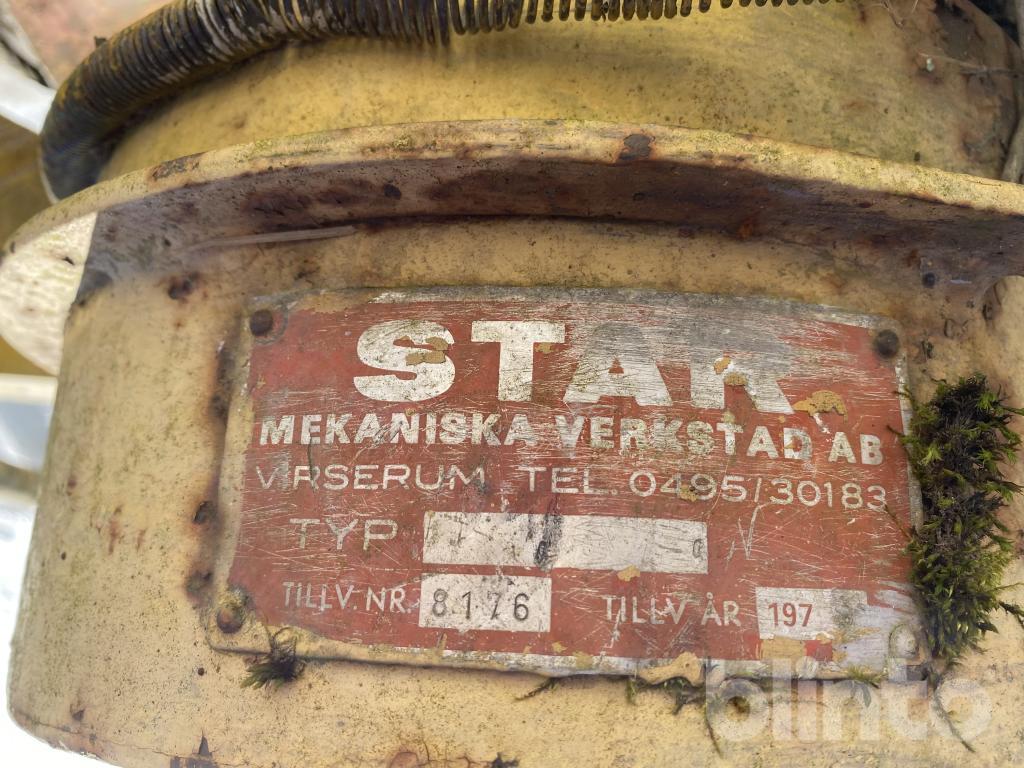 STAR
MEKANISKA VERKSTAD AB
VIRSERUM TEL. 0495/30183
TYP
TILLV. NR. 8176 TILLV ÅR 197
blinto